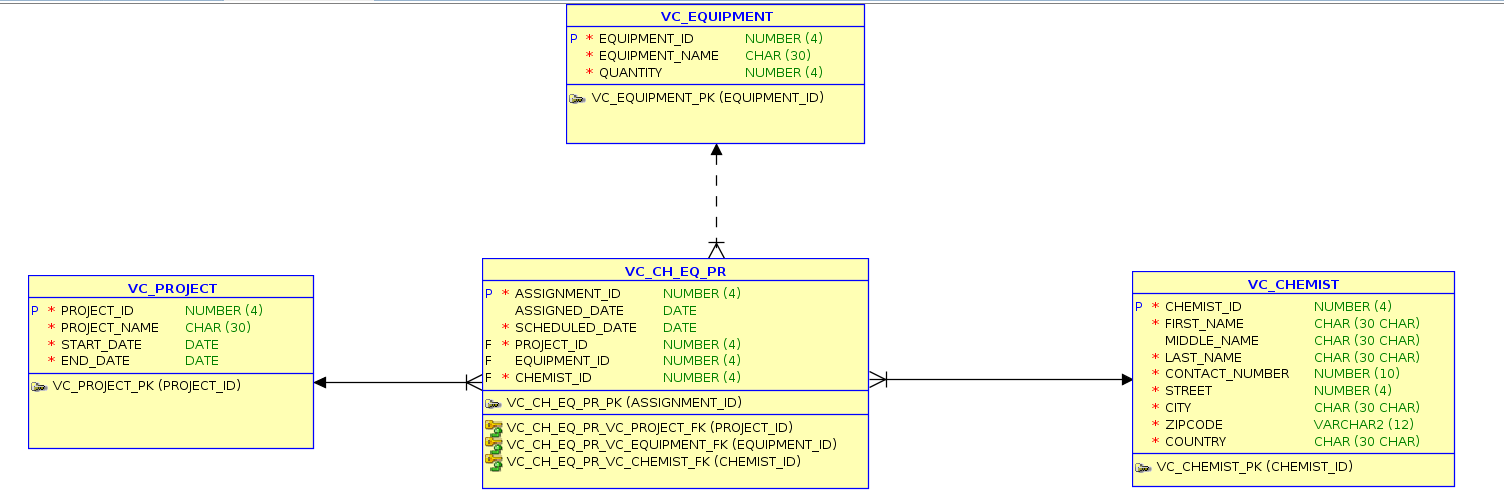 VC_EQUIPMENT
P * EQUIPMENT_ID NUMBER (4)
* EQUIPMENT_NAME CHAR (30)
* QUANTITY NUMBER (4)
VC_EQUIPMENT_PK (EQUIPMENT_ID)
VC_PROJECT
P * PROJECT_ID NUMBER (4)
* PROJECT_NAME CHAR (30)
* START_DATE DATE
* END_DATE DATE
VC_PROJECT_PK (PROJECT_ID)
VC_CH_EQ_PR
P * ASSIGNMENT_ID NUMBER (4)
ASSIGNED_DATE DATE
* SCHEDULED_DATE DATE
F * PROJECT_ID NUMBER (4)
F EQUIPMENT_ID NUMBER (4)
F * CHEMIST_ID NUMBER (4)
VC_CH_EQ_PR_PK (ASSIGNMENT_ID)
VC_CH_EQ_PR_VC_PROJECT_FK (PROJECT_ID)
VC_CH_EQ_PR_VC_EQUIPMENT_FK (EQUIPMENT_ID)
VC_CH_EQ_PR_VC_CHEMIST_FK (CHEMIST_ID)
VC_CHEMIST
P * CHEMIST_ID NUMBER (4)
* FIRST_NAME CHAR (30 CHAR)
MIDDLE_NAME CHAR (30 CHAR)
* LAST_NAME CHAR (30 CHAR)
* CONTACT_NUMBER NUMBER (10)
* STREET NUMBER (4)
* CITY CHAR (30 CHAR)
* ZIPCODE VARCHAR2 (12)
* COUNTRY CHAR (30 CHAR)
VC_CHEMIST_PK (CHEMIST_ID)